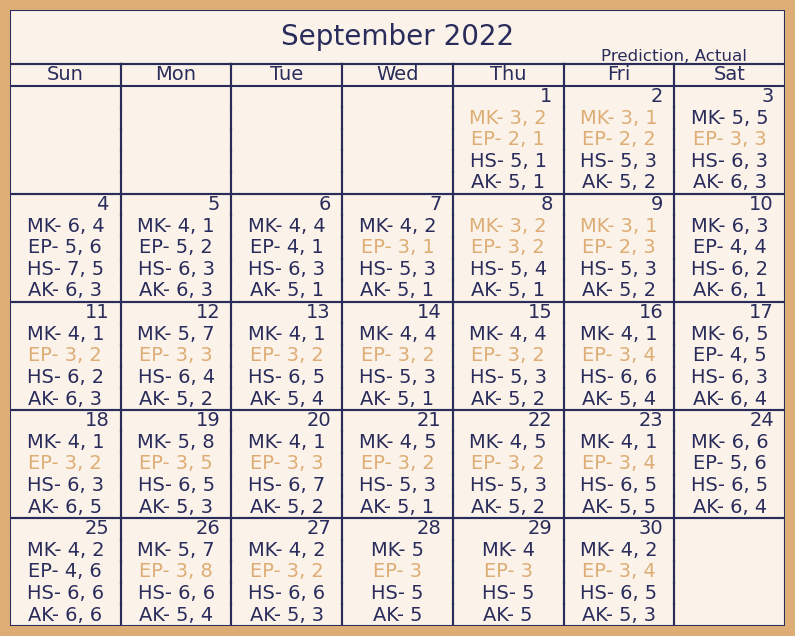 September 2022
Prediction, Actual
Sun Mon Tue Wed Thu Fri Sat
1 2 3
MK- 3, 2 MK- 3, 1 MK- 5, 5
EP- 2, 1 EP- 2, 2 EP- 3, 3
HS- 5, 1 HS- 5, 3 HS- 6, 3
AK- 5, 1 AK- 5, 2 AK- 6, 3
4 5 6 7 8 9 10
MK- 6, 4 MK- 4, 1 MK- 4, 4 MK- 4, 2 MK- 3, 2 MK- 3, 1 MK- 6, 3
EP- 5, 6 EP- 5, 2 EP- 4, 1 EP- 3, 1 EP- 3, 2 EP- 2, 3 EP- 4, 4
HS- 7, 5 HS- 6, 3 HS- 6, 3 HS- 5, 3 HS- 5, 4 HS- 5, 3 HS- 6, 2
AK- 6, 3 AK- 6, 3 AK- 5, 1 AK- 5, 1 AK- 5, 1 AK- 5, 2 AK- 6, 1
11 12 13 14 15 16 17
MK- 4, 1 MK- 5, 7 MK- 4, 1 MK- 4, 4 MK- 4, 4 MK- 4, 1 MK- 6, 5
EP- 3, 2 EP- 3, 3 EP- 3, 2 EP- 3, 2 EP- 3, 2 EP- 3, 4 EP- 4, 5
HS- 6, 2 HS- 6, 4 HS- 6, 5 HS- 5, 3 HS- 5, 3 HS- 6, 6 HS- 6, 3
AK- 6, 3 AK- 5, 2 AK- 5, 4 AK- 5, 1 AK- 5, 2 AK- 5, 4 AK- 6, 4
18 19 20 21 22 23 24
MK- 4, 1 MK- 5, 8 MK- 4, 1 MK- 4, 5 MK- 4, 5 MK- 4, 1 MK- 6, 6
EP- 3, 2 EP- 3, 5 EP- 3, 3 EP- 3, 2 EP- 3, 2 EP- 3, 4 EP- 5, 6
HS- 6, 3 HS- 6, 5 HS- 6, 7 HS- 5, 3 HS- 5, 3 HS- 6, 5 HS- 6, 5
AK- 6, 5 AK- 5, 3 AK- 5, 2 AK- 5, 1 AK- 5, 2 AK- 5, 5 AK- 6, 4
25 26 27 28 29 30
MK- 4, 2 MK- 5, 7 MK- 4, 2 MK- 5 MK- 4 MK- 4, 2
EP- 4, 6 EP- 3, 8 EP- 3, 2 EP- 3 EP- 3 EP- 3, 4
HS- 6, 6 HS- 6, 6 HS- 6, 6 HS- 5 HS- 5 HS- 6, 5
AK- 6, 6 AK- 5, 4 AK- 5, 3 AK- 5 AK- 5 AK- 5, 3